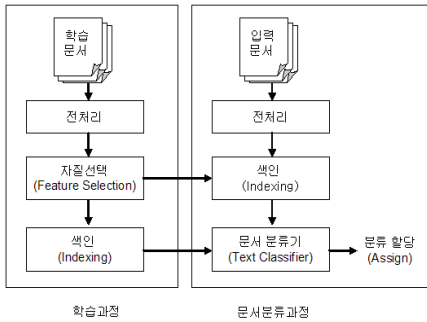 학습
문서
전처리
자질선택
(Feature Selection)
색인
(Indexing)
학습과정
입력
문서
전처리
색인
(Indexing)
문서 분류기
(Text Classifier)
분류 할당
(Assign)
문서분류과정